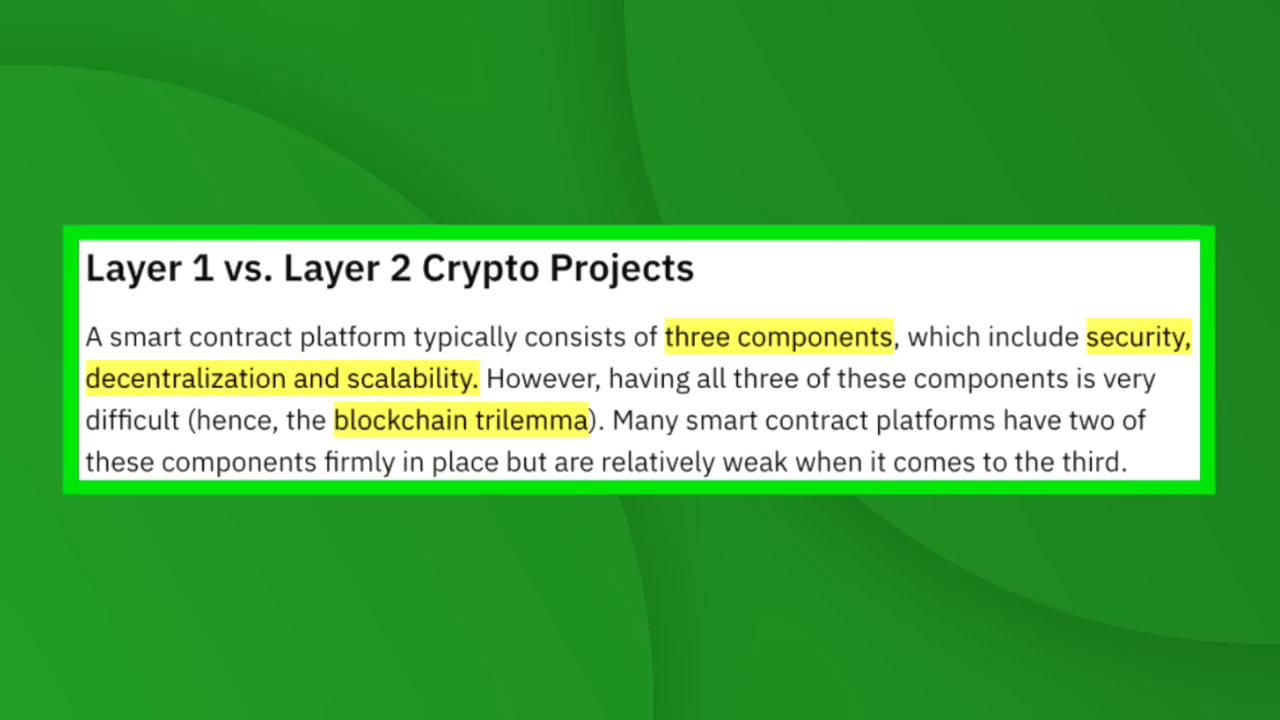 Layer 1 vs. Layer 2 Crypto Projects
A smart contract platform typically consists of three components, which include security,
decentralization and scalability. However, having all three of these components is very
difficult (hence, the blockchain trilemma). Many smart contract platforms have two of
these components firmly in place but are relatively weak when it comes to the third.